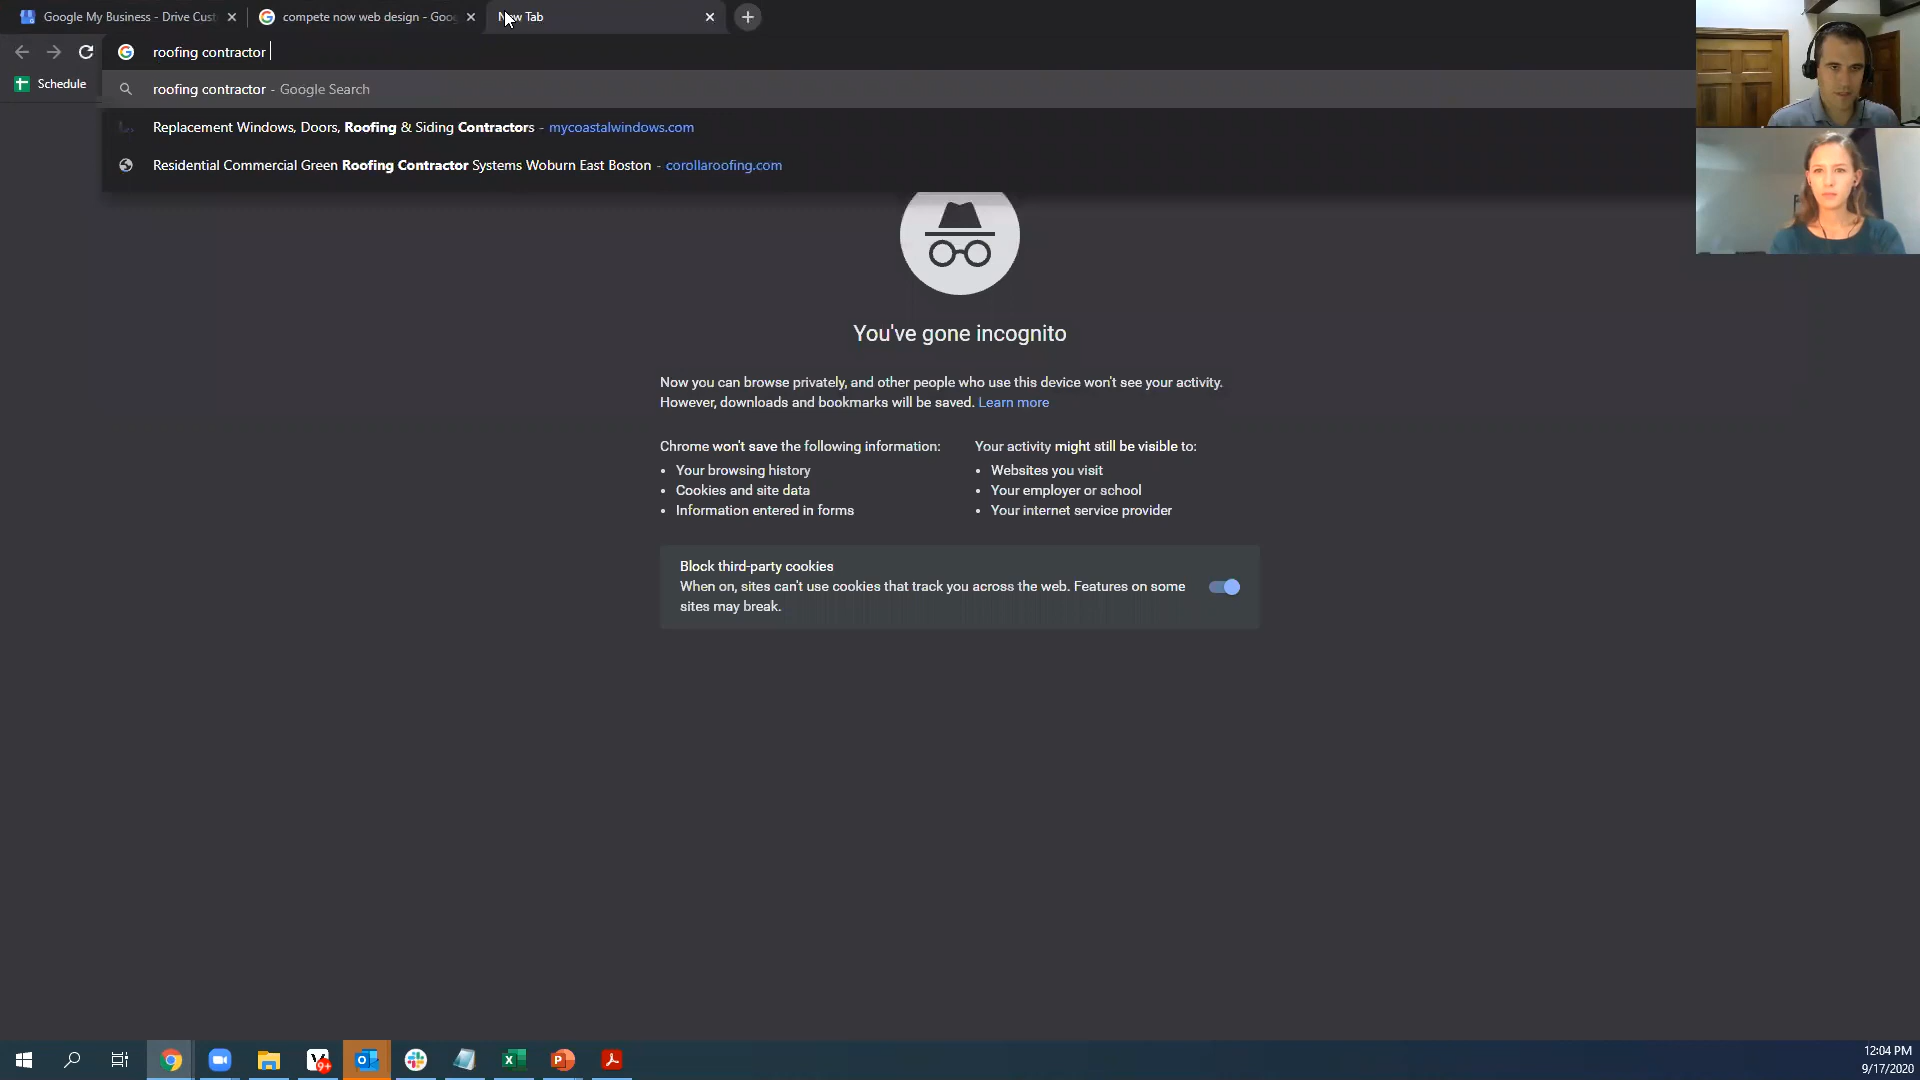 Google My Business - Drive Cust
compete now web design - Goog
New Tab
roofing contractor
Schedule
roofing contractor - Google Search
Replacement Windows, Doors, Roofing & Siding Contractors - mycoastalwindows.com
Residential Commercial Green Roofing Contractor Systems Woburn East Boston - corollaroofing.com
You've gone incognito
Now you can browse privately, and other people who use this device won't see your activity.
However, downloads and bookmarks will be saved. Learn more
Chrome won't save the following information:
• Your browsing history
• Cookies and site data
• Information entered in forms
Your activity might still be visible to:
• Websites you visit
• Your employer or school
• Your internet service provider
Block third-party cookies
When on, sites can't use cookies that track you across the web. Features on some
sites may break.
9+
12:04 PM
9/17/2020